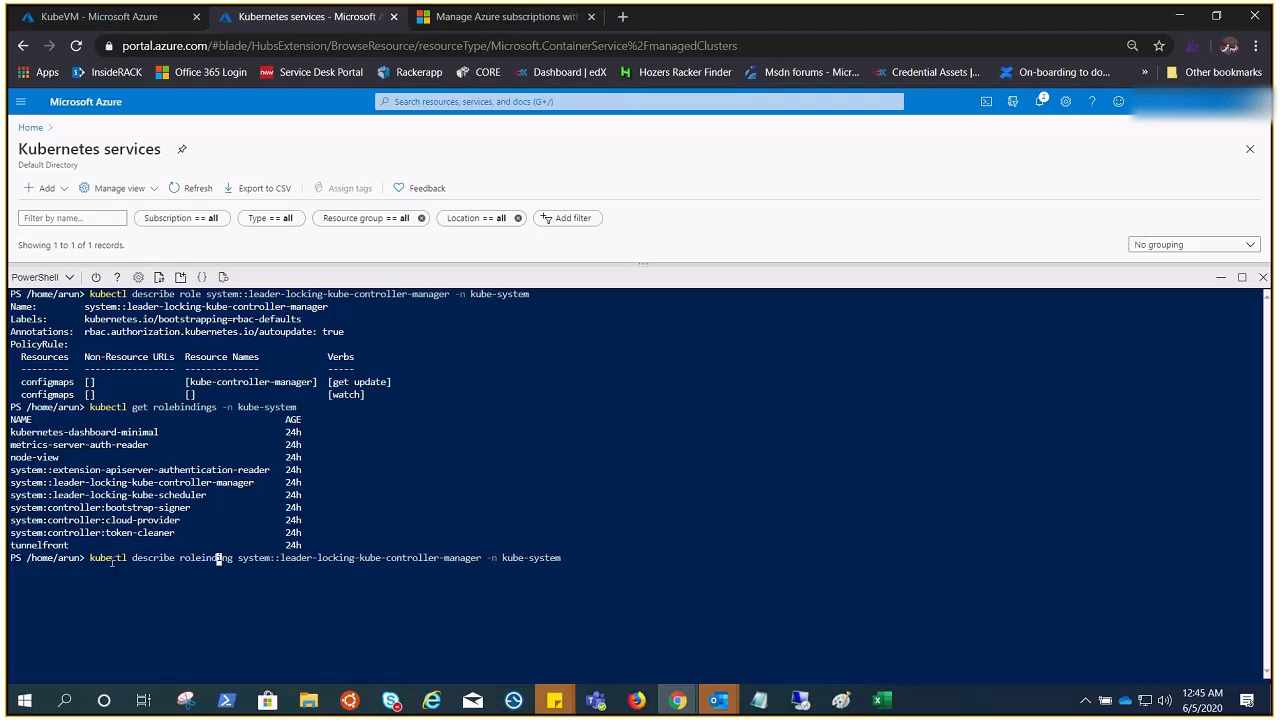 KubeVM - Microsoft Azure
Kubernetes services - Microsoft A
Manage Azure subscriptions with
portal.azure.com/#blade/HubsExtension/BrowseResource/resourceType/Microsoft.ContainerService%2FmanagedClusters
Apps InsideRACK Office 365 Login new Service Desk Portal Rackerapp CORE Dashboard | edX Hozers Racker Finder Msdn forums - Micr... Credential Assets |... On-boarding to do... » Other bookmarks
Microsoft Azure
Search resources, services, and docs (G+/)
2
Home
Kubernetes services
Default Directory
Add Manage view Refresh Export to CSV Assign tags Feedback
Filter by name... Subscription == all Type == all Resource group == all Location == all Add filter
Showing 1 to 1 of 1 records.
No grouping
PowerShell
PS /home/arun> kubectl describe role system::leader-locking-kube-controller-manager -n kube-system
Name: system::leader-locking-kube-controller-manager
Labels: kubernetes.io/bootstrapping=rbac-defaults
Annotations: rbac.authorization.kubernetes.io/autoupdate: true
PolicyRule:
Resources Non-Resource URLs Resource Names Verbs
--------- ----------------- -------------- -----
configmaps [] [kube-controller-manager] [get update]
configmaps [] [] [watch]
PS /home/arun> kubectl get rolebindings -n kube-system
NAME AGE
kubernetes-dashboard-minimal 24h
metrics-server-auth-reader 24h
node-view 24h
system::extension-apiserver-authentication-reader 24h
system::leader-locking-kube-controller-manager 24h
system::leader-locking-kube-scheduler 24h
system:controller:bootstrap-signer 24h
system:controller:cloud-provider 24h
system:controller:token-cleaner 24h
tunnelfront 24h
PS /home/arun> kubectl describe roleinding system::leader-locking-kube-controller-manager -n kube-system
12:45 AM
6/5/2020